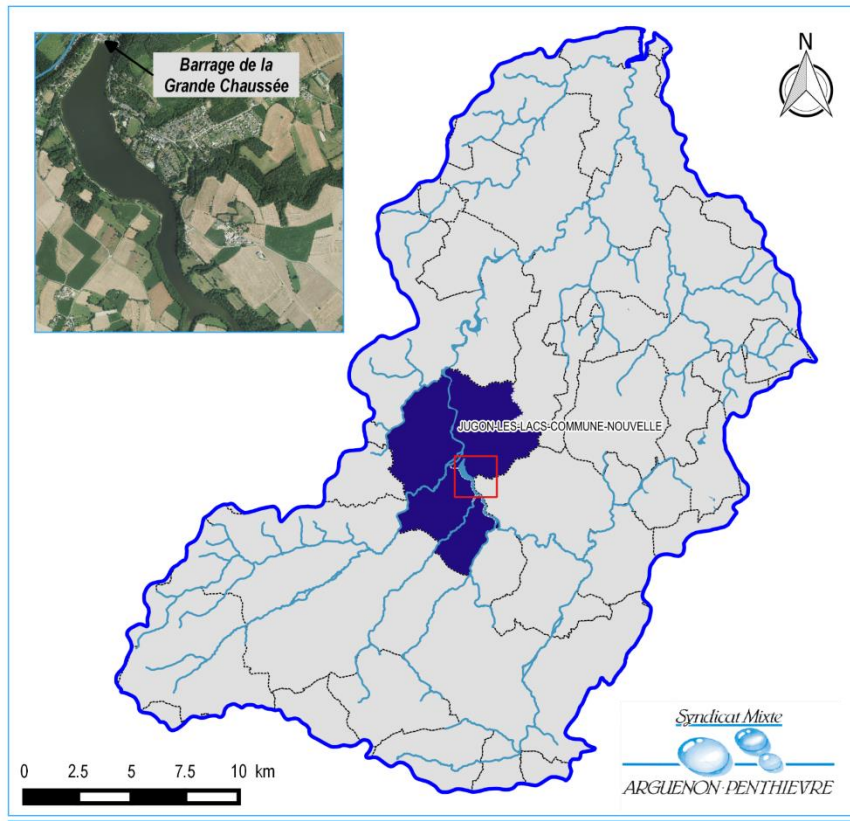 Barrage de la
Grande Chaussée
N
JUGON-LES-LACS-COMMUNE-NOUVELLE
0 2.5 5 7.5 10 km
Syndicat Mixte
ARGUENON-PENTHIEVRE